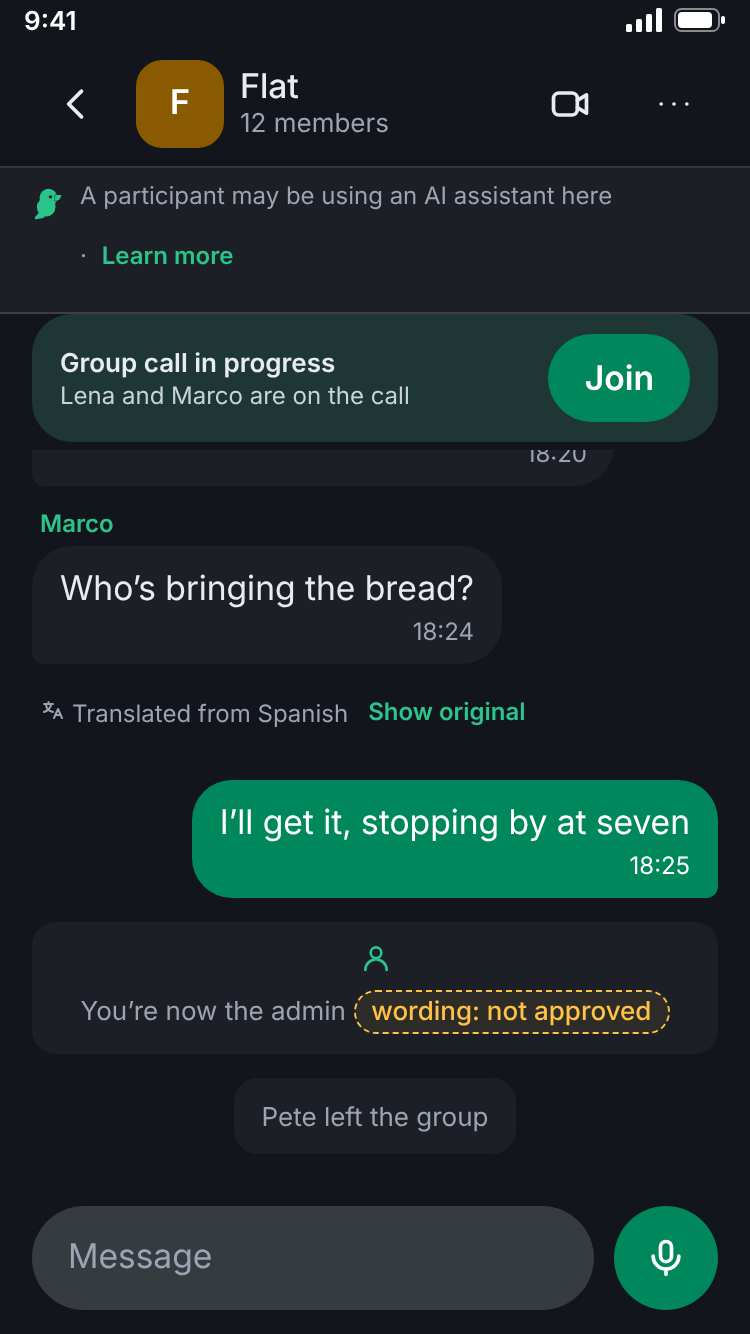 9:41
F
Flat
12 members
A participant may be using an AI assistant here
· Learn more
Group call in progress
Lena and Marco are on the call
Join
18:20
Marco
Who’s bringing the bread?
18:24
Translated from Spanish Show original
I’ll get it, stopping by at seven
18:25
You’re now the admin wording: not approved
Pete left the group
Message